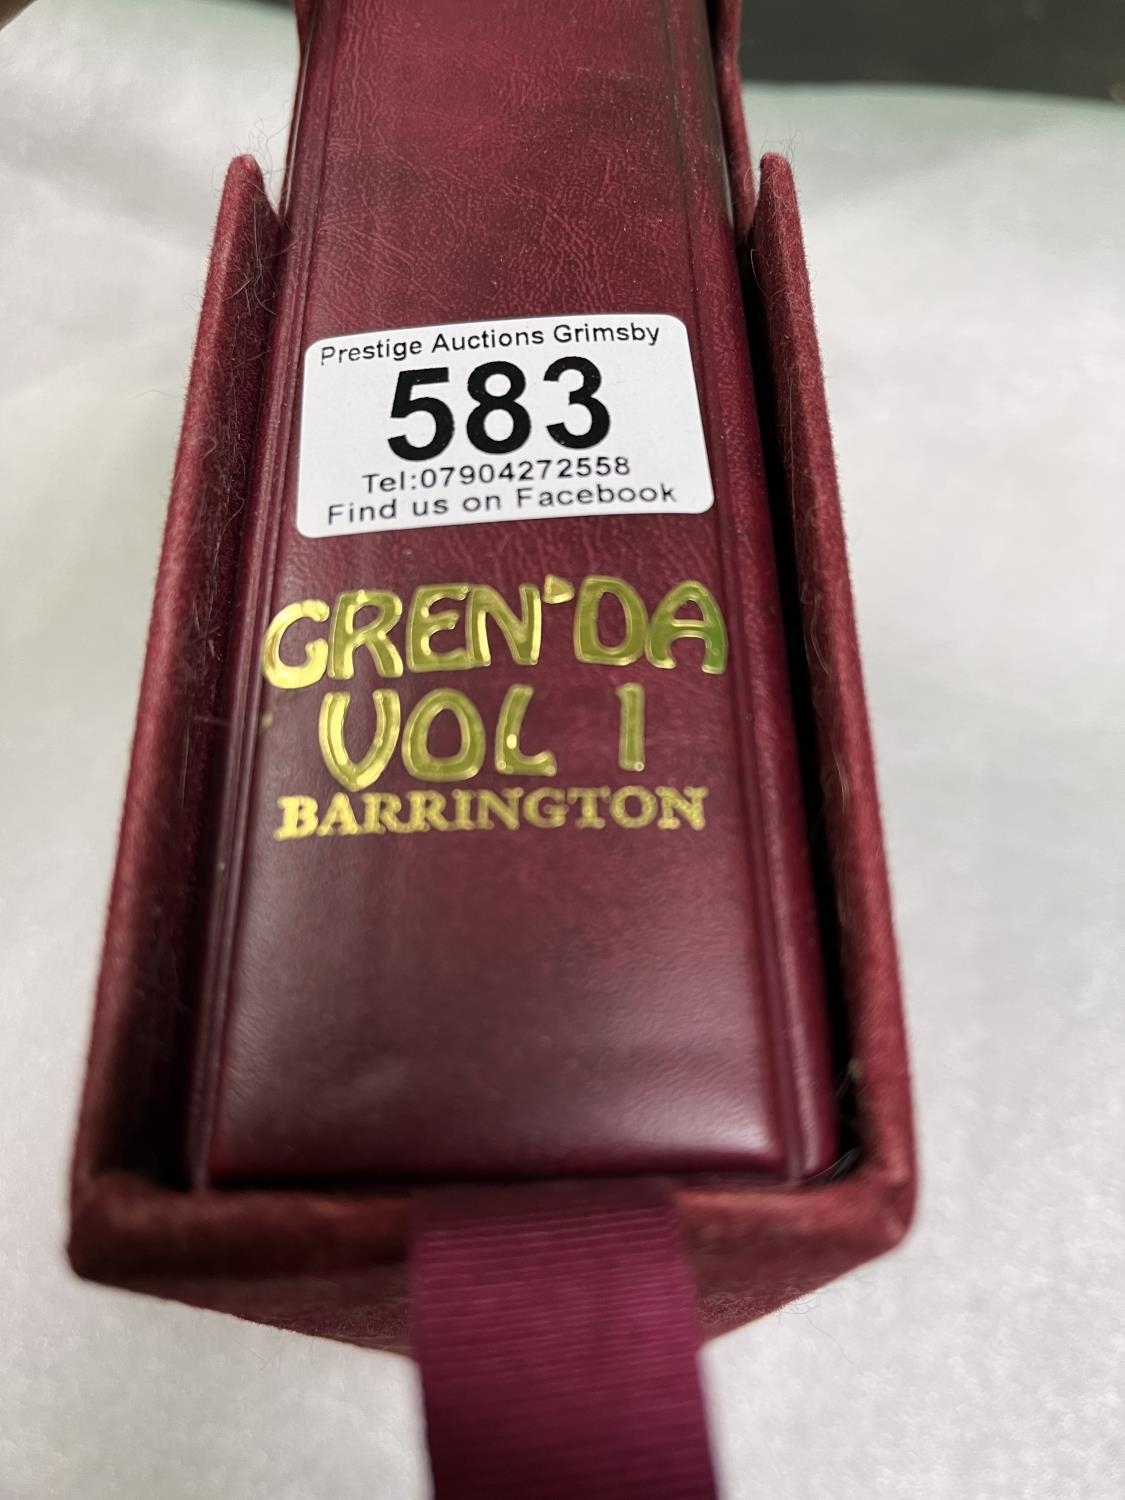 Prestige Auctions Grimsby
583
Tel:07904272558
Find us on Facebook
GREN'DA
VOL 1
BARRINGTON